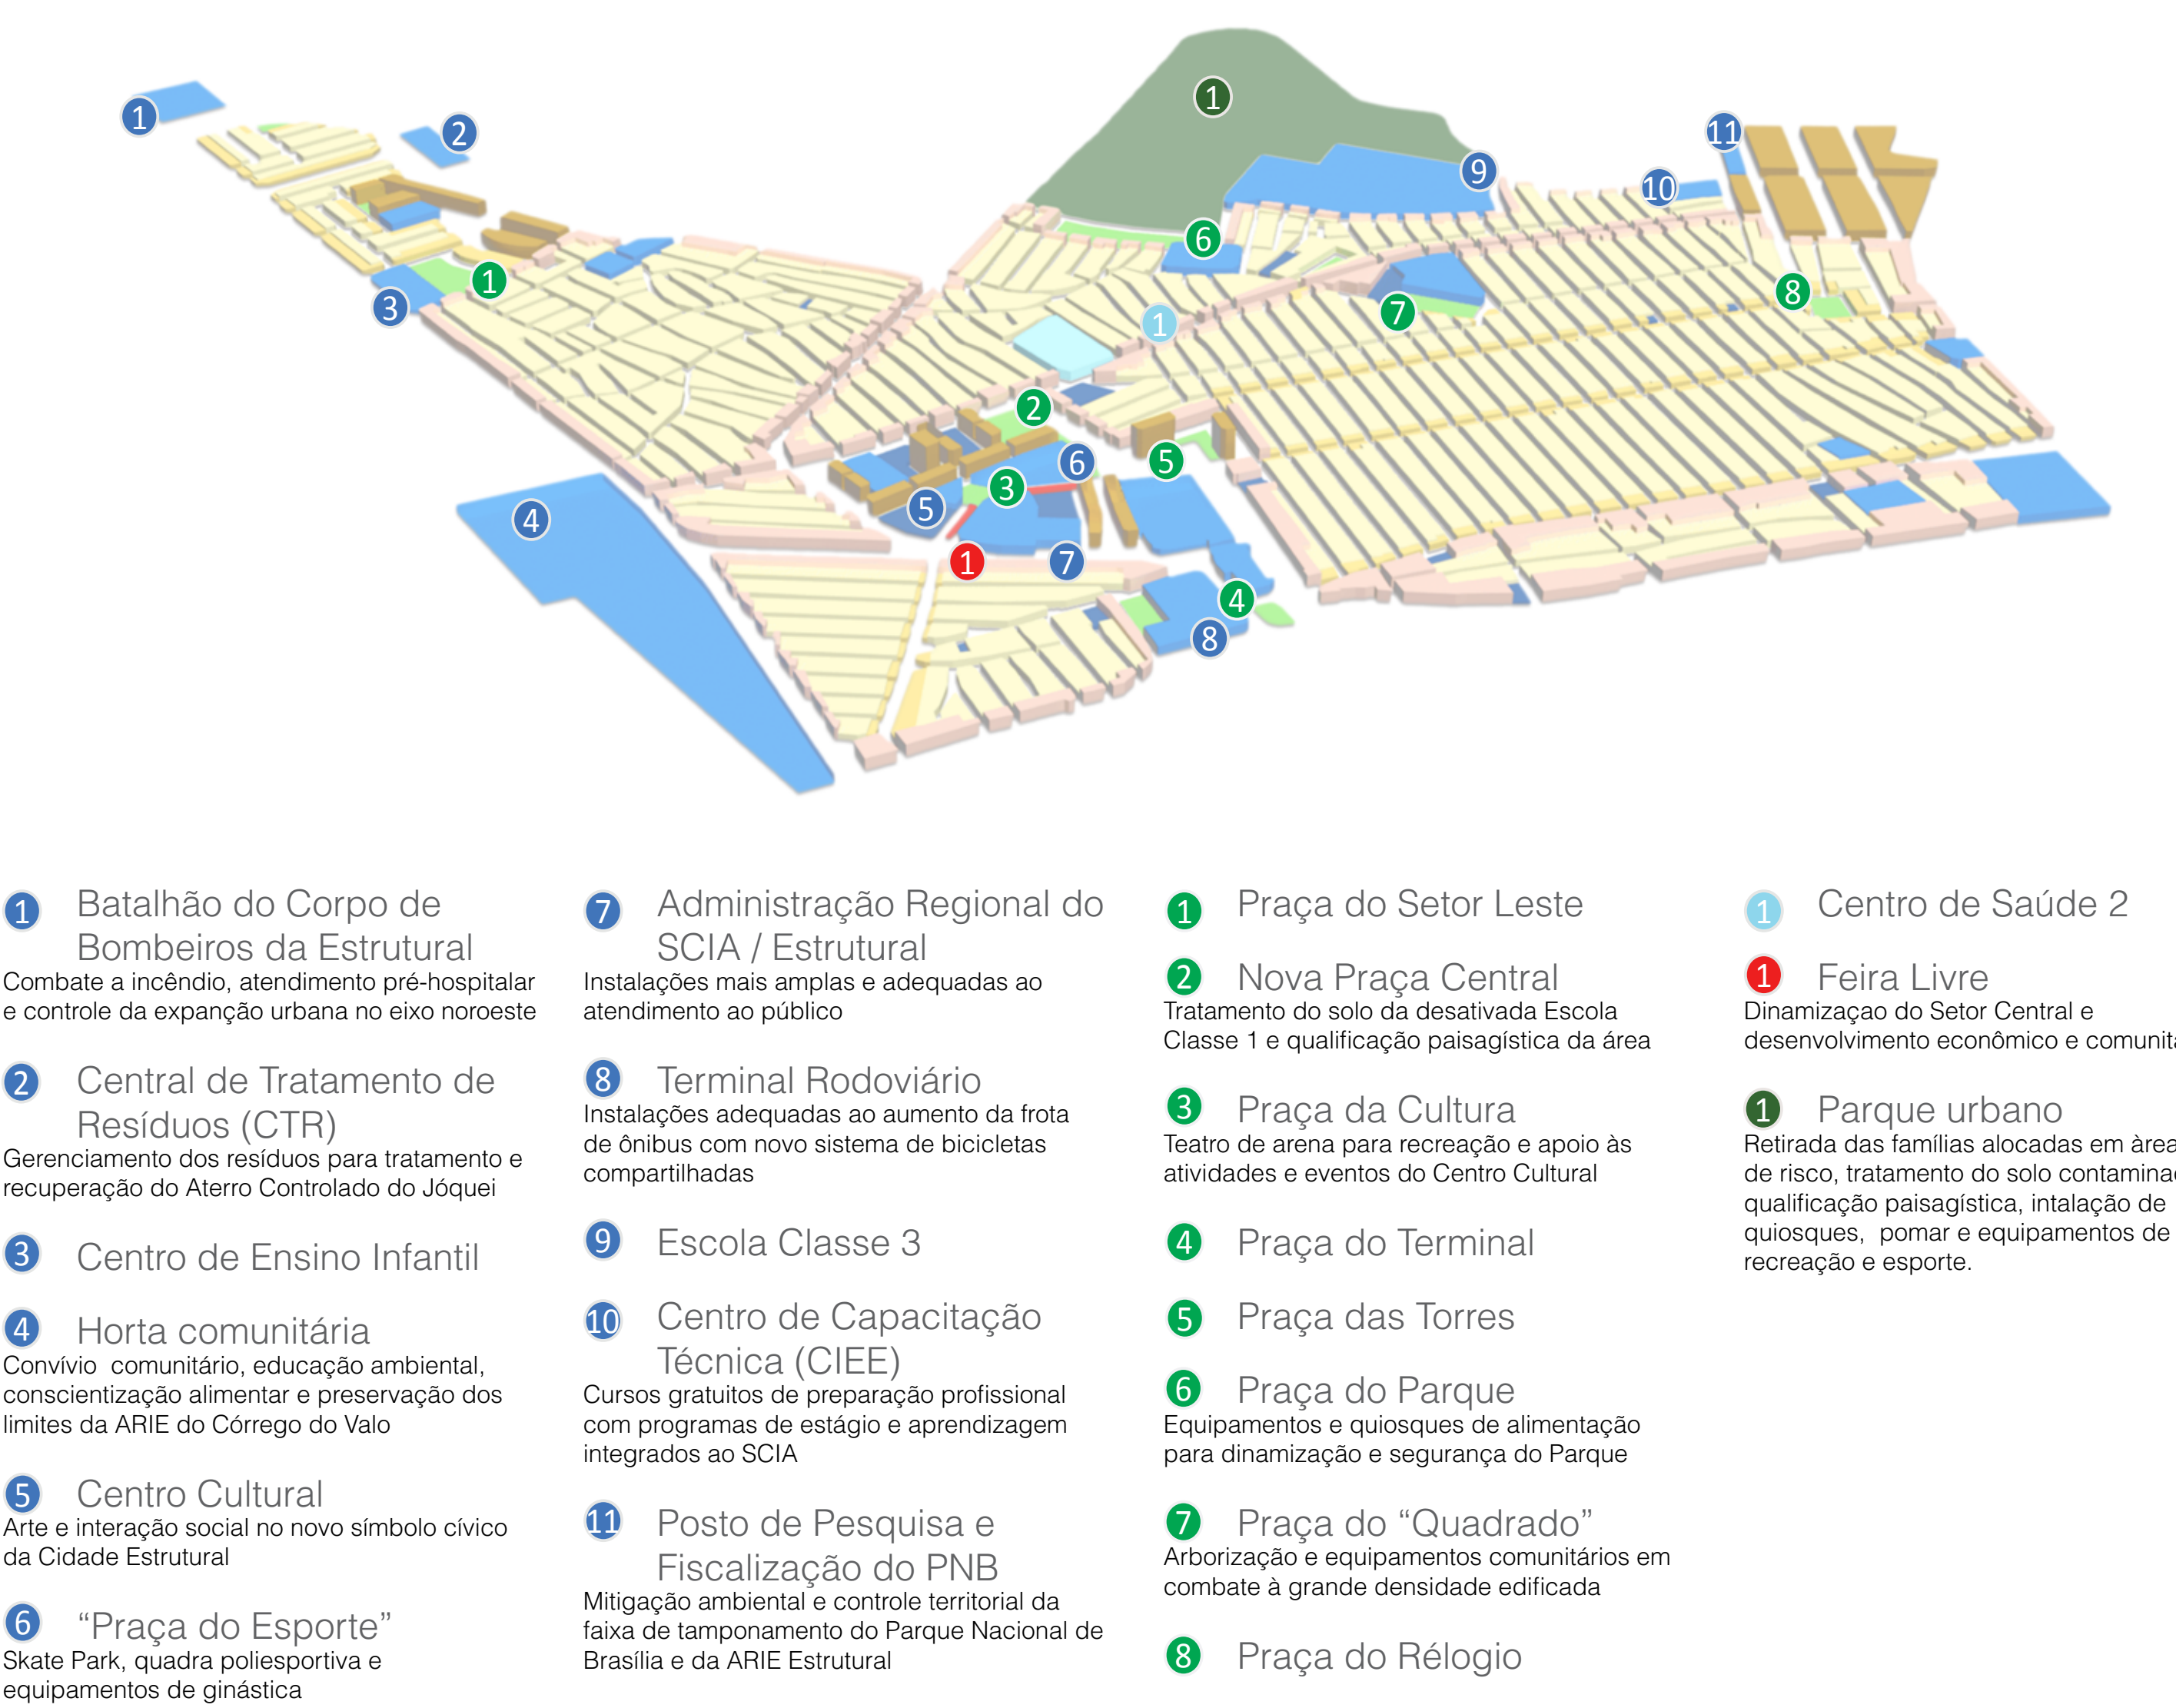 1
2
1
11
9
10
6
1
3
8
7
1
2
6
5
3
4
5
1
7
4
8
1 Batalhão do Corpo de
Bombeiros da Estrutural
Combate a incêndio, atendimento pré-hospitalar
e controle da expanção urbana no eixo noroeste
2 Central de Tratamento de
Resíduos (CTR)
Gerenciamento dos resíduos para tratamento e
recuperação do Aterro Controlado do Jóquei
3 Centro de Ensino Infantil
4 Horta comunitária
Convívio comunitário, educação ambiental,
conscientização alimentar e preservação dos
limites da ARIE do Córrego do Valo
5 Centro Cultural
Arte e interação social no novo símbolo cívico
da Cidade Estrutural
6 “Praça do Esporte”
Skate Park, quadra poliesportiva e
equipamentos de ginástica
7 Administração Regional do
SCIA / Estrutural
Instalações mais amplas e adequadas ao
atendimento ao público
8 Terminal Rodoviário
Instalações adequadas ao aumento da frota
de ônibus com novo sistema de bicicletas
compartilhadas
9 Escola Classe 3
10 Centro de Capacitação
Técnica (CIEE)
Cursos gratuitos de preparação profissional
com programas de estágio e aprendizagem
integrados ao SCIA
11 Posto de Pesquisa e
Fiscalização do PNB
Mitigação ambiental e controle territorial da
faixa de tamponamento do Parque Nacional de
Brasília e da ARIE Estrutural
1 Praça do Setor Leste
2 Nova Praça Central
Tratamento do solo da desativada Escola
Classe 1 e qualificação paisagística da área
3 Praça da Cultura
Teatro de arena para recreação e apoio às
atividades e eventos do Centro Cultural
4 Praça do Terminal
5 Praça das Torres
6 Praça do Parque
Equipamentos e quiosques de alimentação
para dinamização e segurança do Parque
7 Praça do “Quadrado”
Arborização e equipamentos comunitários em
combate à grande densidade edificada
8 Praça do Rélogio
1 Centro de Saúde 2
1 Feira Livre
Dinamizaçao do Setor Central e
desenvolvimento econômico e
1 Parque urbano
Retirada das famílias alocadas em
de risco, tratamento do solo
qualificação paisagística, intalação de
quiosques, pomar e equipamentos de
recreação e esporte.